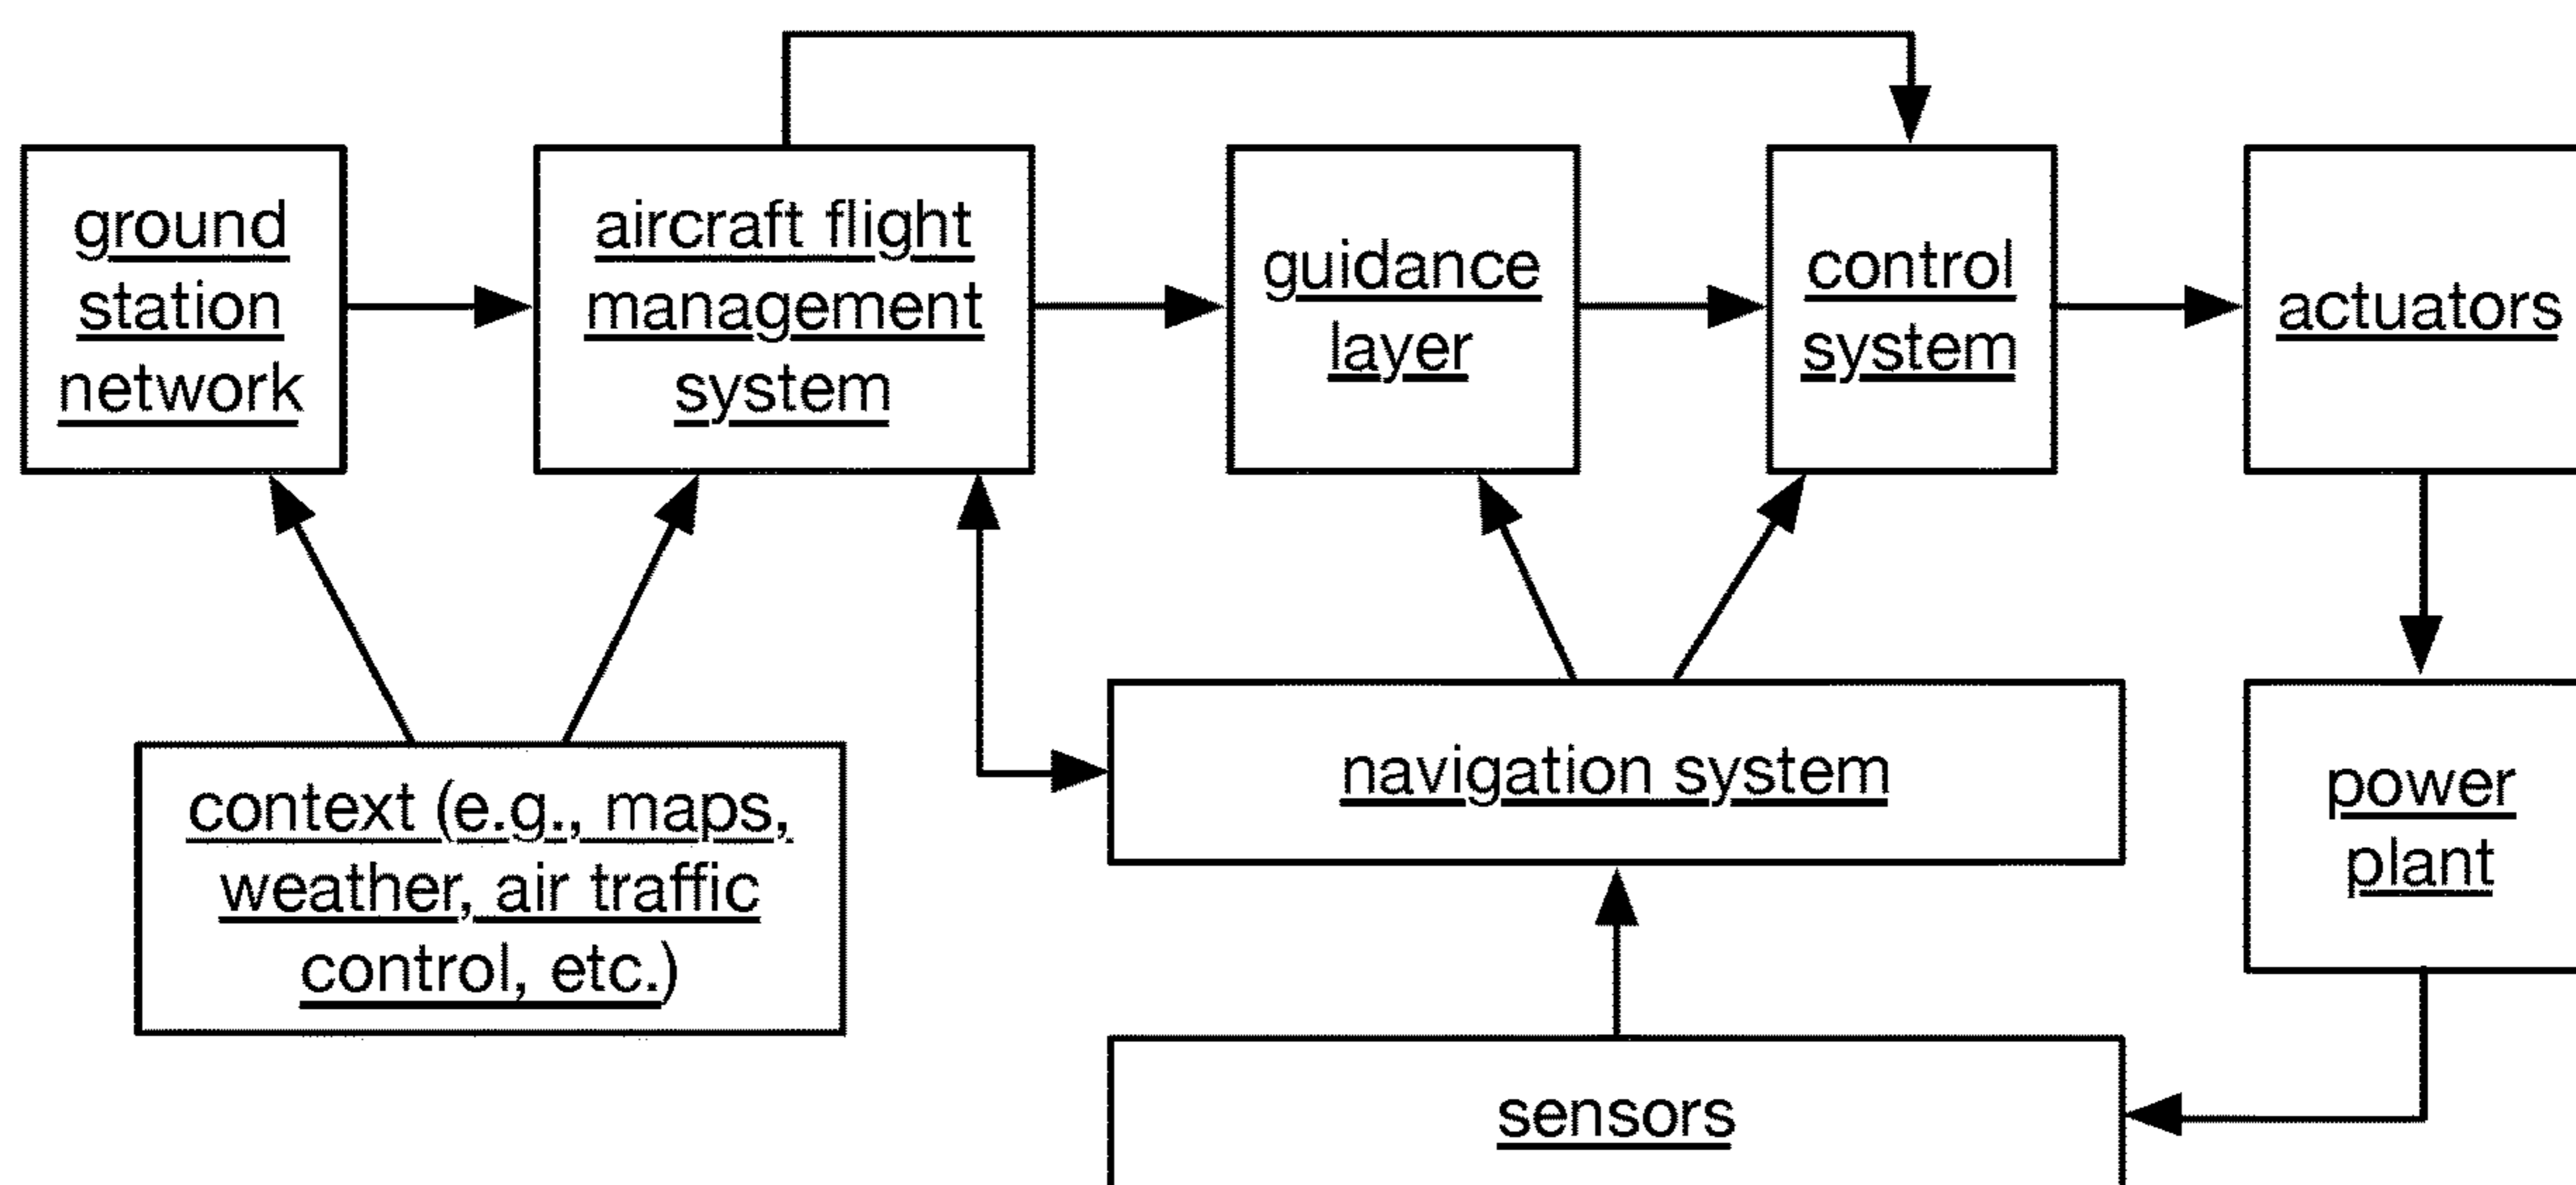 ground
station
network
aircraft flight
management
system
guidance
layer
control
system
actuators
context (e.g., maps,
weather, air traffic
control, etc.)
navigation system
power
plant
sensors